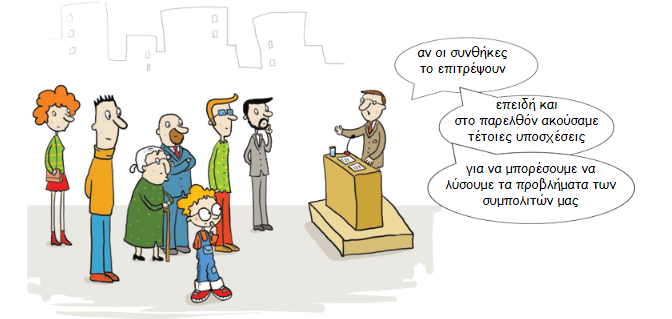 αν οι συνθήκες
το επιτρέψουν
επειδή και
στο παρελθόν ακούσαμε
τέτοιες υποσχέσεις
για να μπορέσουμε να
λύσουμε τα προβλήματα των
συμπολιτών μας